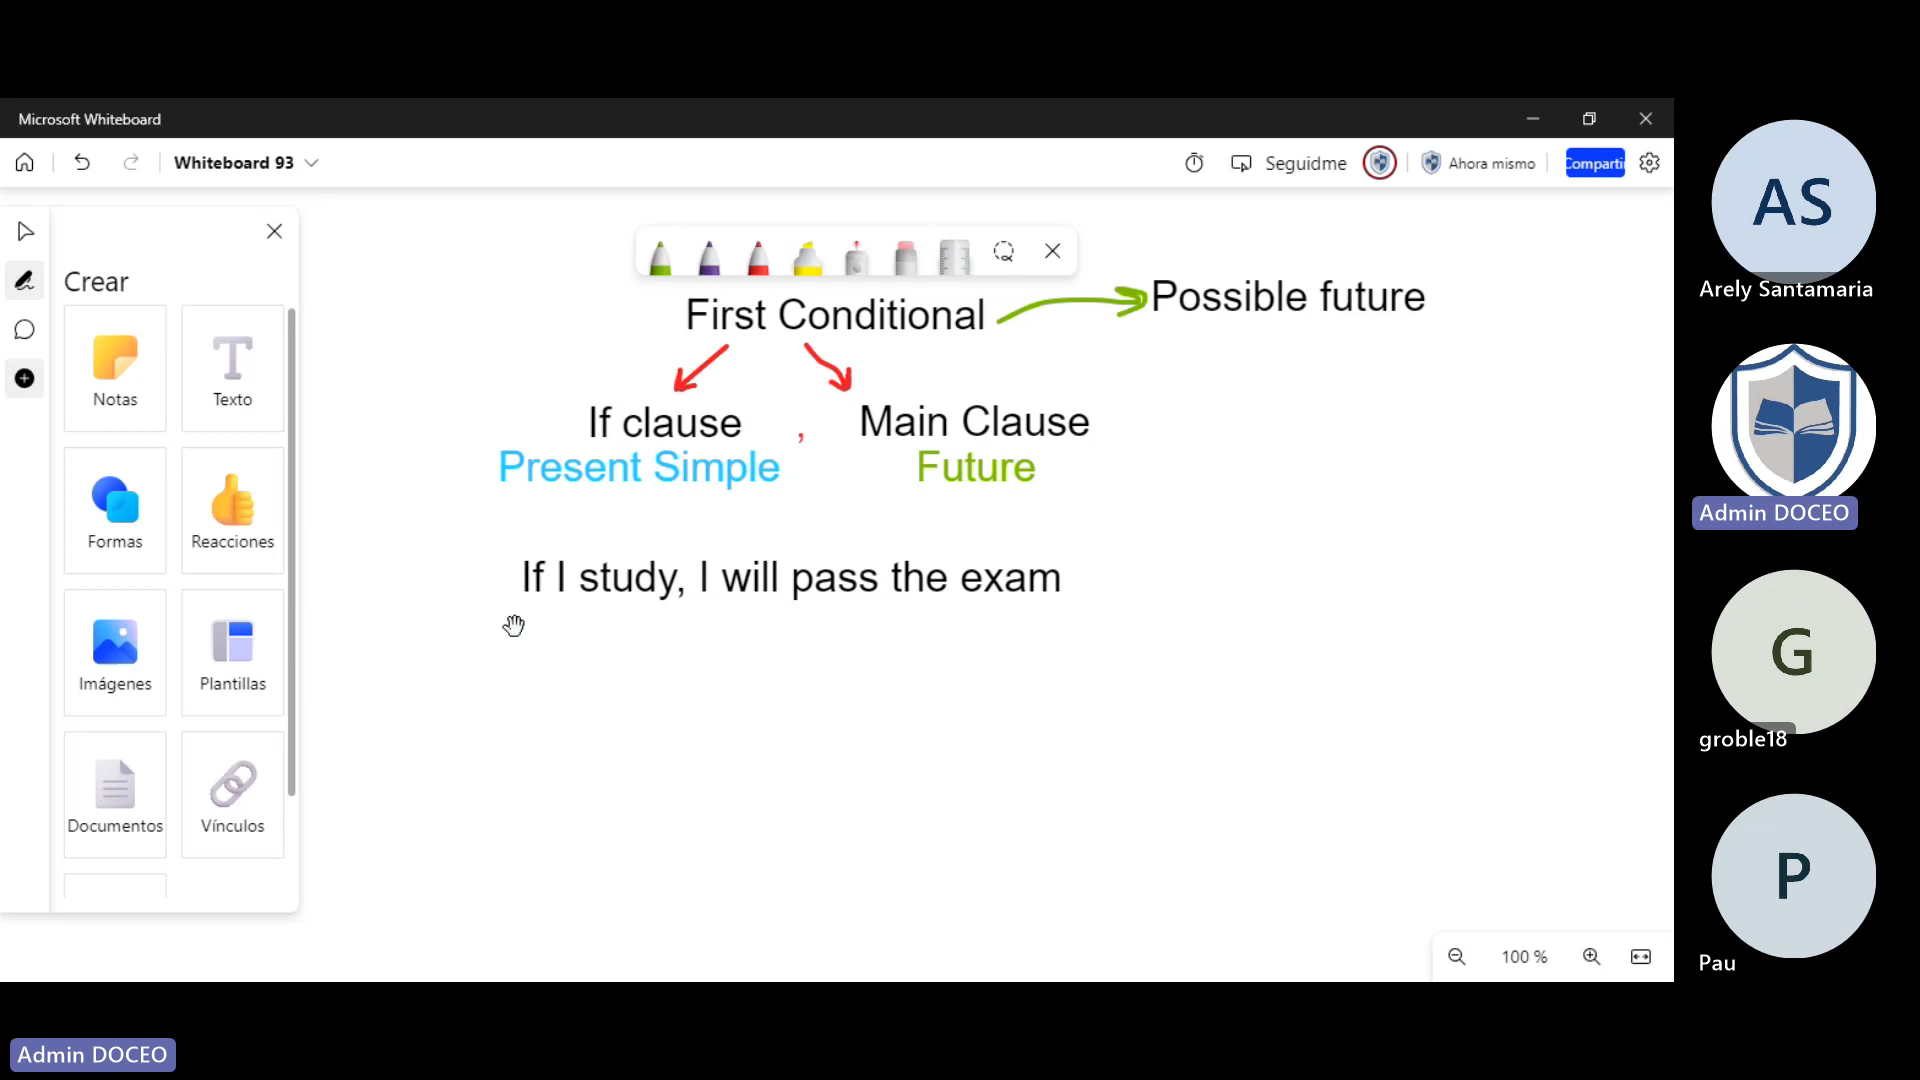 Microsoft Whiteboard
Whiteboard 93
Seguidme
Ahora mismo
Comparti
Crear
Notas
Texto
Formas
Reacciones
Imágenes
Plantillas
Documentos
Vínculos
First Conditional
Possible future
If clause , Main Clause
Present Simple Future
If I study, I will pass the exam
100 %
AS
Arely Santamaria
Admin DOCEO
G
groble18
P
Pau
Admin DOCEO